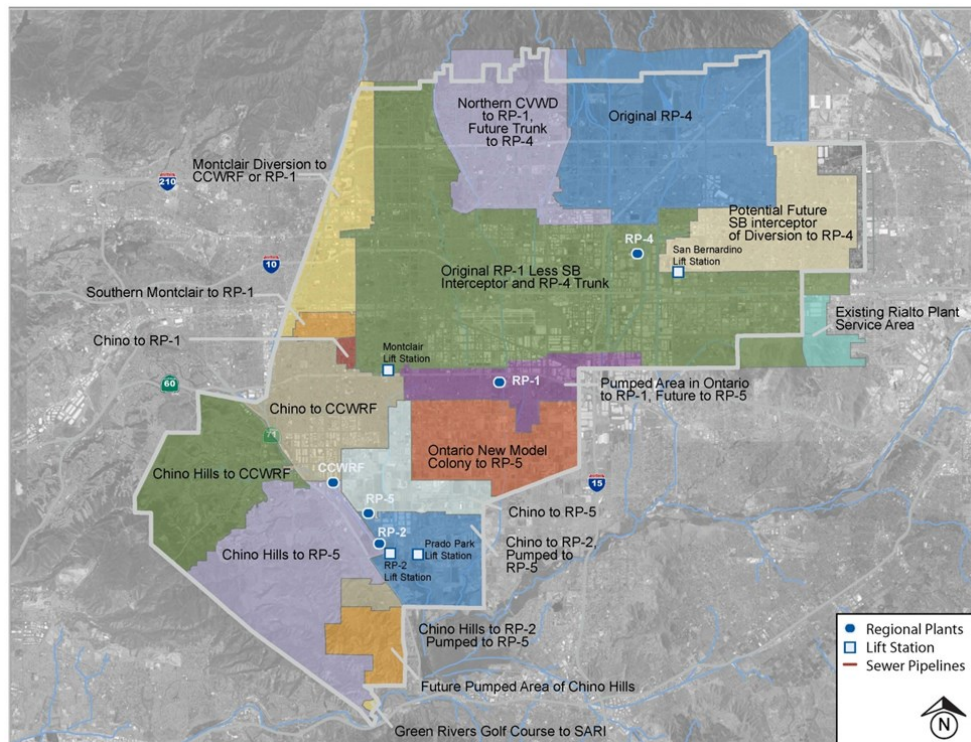 Northern CVWD
to RP-1,
Future Trunk
to RP-4
Original RP-4
Montclair Diversion to
CCWRF or RP-1
210
Potential Future
SB interceptor
of Diversion to RP-4
RP-4
San Bernardino
Lift Station
10
Original RP-1 Less SB
Interceptor and RP-4 Trunk
Southern Montclair to RP-1
Existing Rialto Plant
Service Area
Chino to RP-1
Montclair
Lift Station
60
RP-1
Pumped Area in Ontario
to RP-1, Future to RP-5
Chino to CCWRF
71
Ontario New Model
Colony to RP-5
Chino Hills to CCWRF
CCWRF
15
RP-5
Chino to RP-5
Chino to RP-2,
Pumped to
RP-5
RP-2
Chino Hills to RP-5
Prado Park
Lift Station
RP-2
Lift Station
Chino Hills to RP-2
Pumped to RP-5
Future Pumped Area of Chino Hills
Green Rivers Golf Course to SARI
Regional Plants
Lift Station
Sewer Pipelines
N